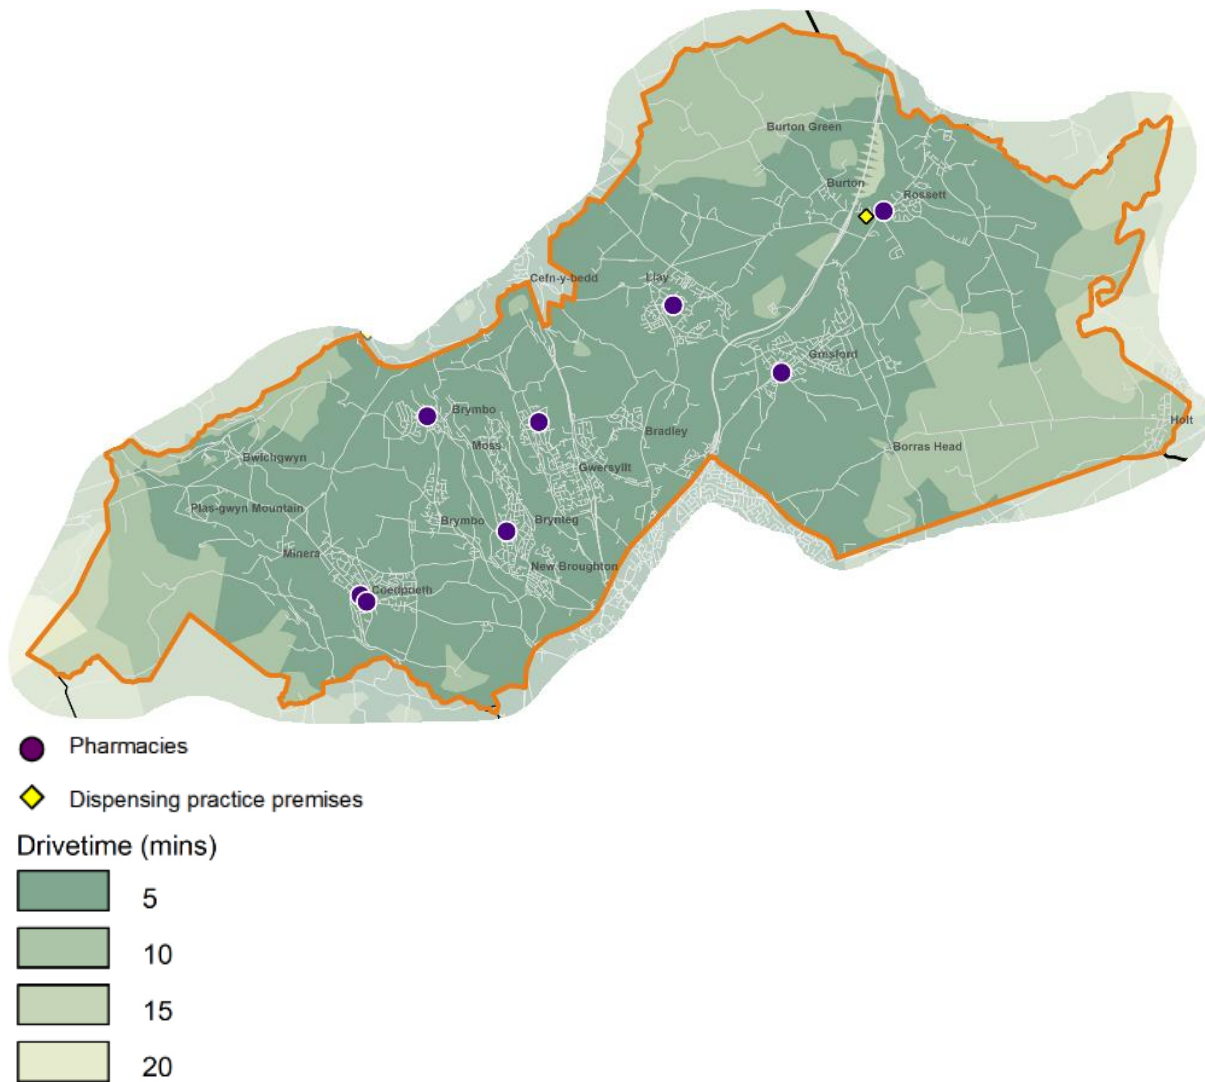 Burton Green
Burton
Rossett
Cefn-y-bedd
Llay
Gresford
Brymbo
Moss
Bradley
Holt
Borras Head
Bwlchgwyn
Gwersyllt
Plas-gwyn Mountain
Brymbo
Brynteg
Minera
New Broughton
Coedpoeth
Pharmacies
Dispensing practice premises
Drivetime (mins)
5
10
15
20